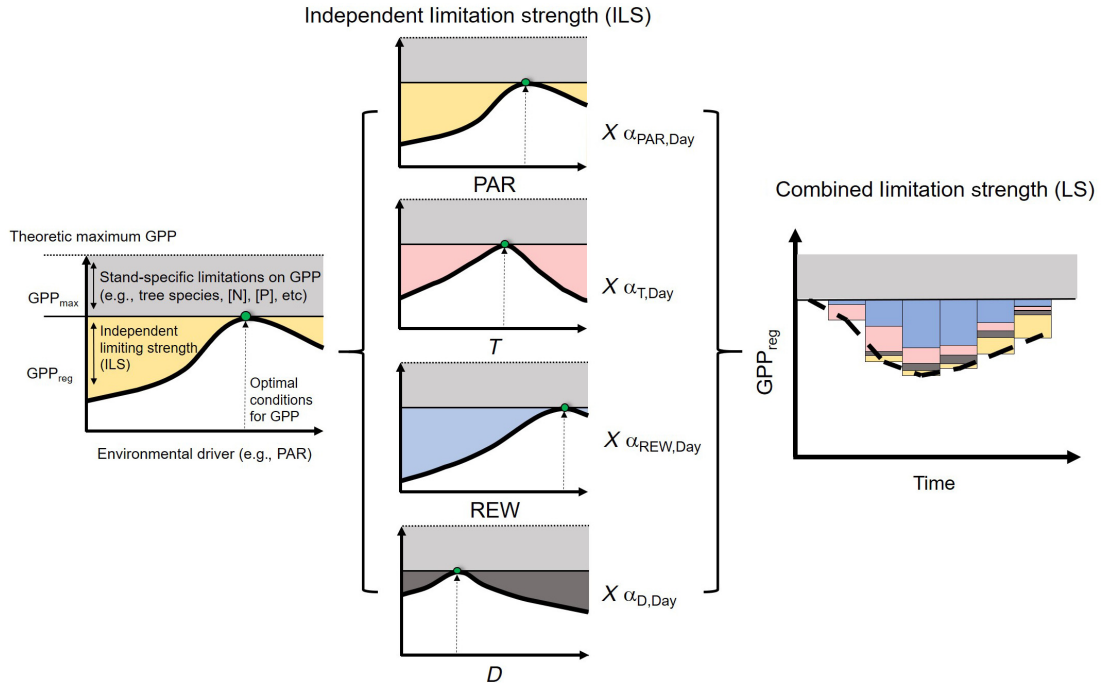 Independent limitation strength (ILS)
Theoretic maximum GPP
Stand-specific limitations on GPP
(e.g., tree species, [N], [P], etc)
GPPmax
Independent
limiting strength
(ILS)
GPPreg
Optimal
conditions
for GPP
Environmental driver (e.g., PAR)
X αPAR,Day
PAR
X αT,Day
T
X αREW,Day
REW
X αD,Day
D
Combined limitation strength (LS)
GPPreg
Time